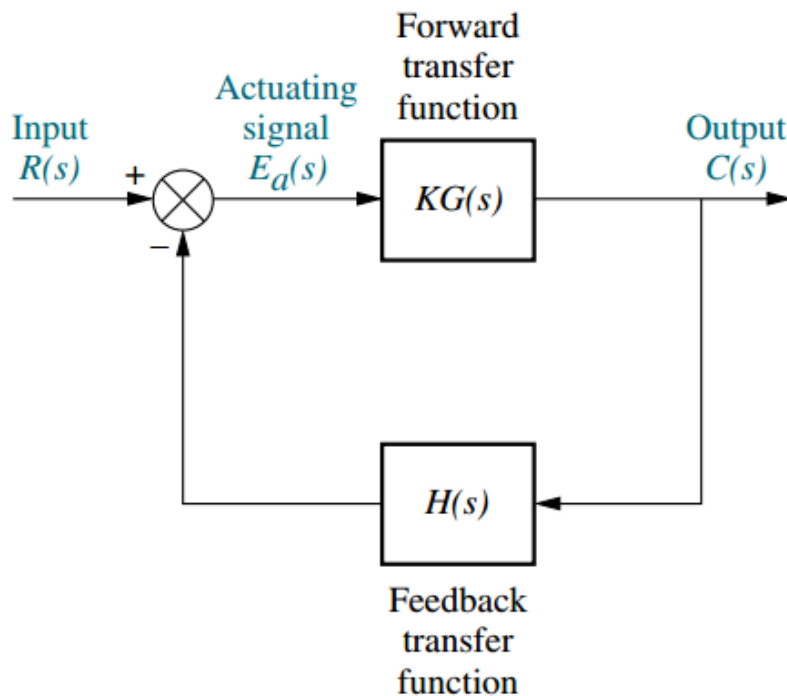 Forward
transfer
function
Actuating
signal
Eₐ(s)
Input
R(s)
Output
C(s)
+
KG(s)
−
H(s)
Feedback
transfer
function